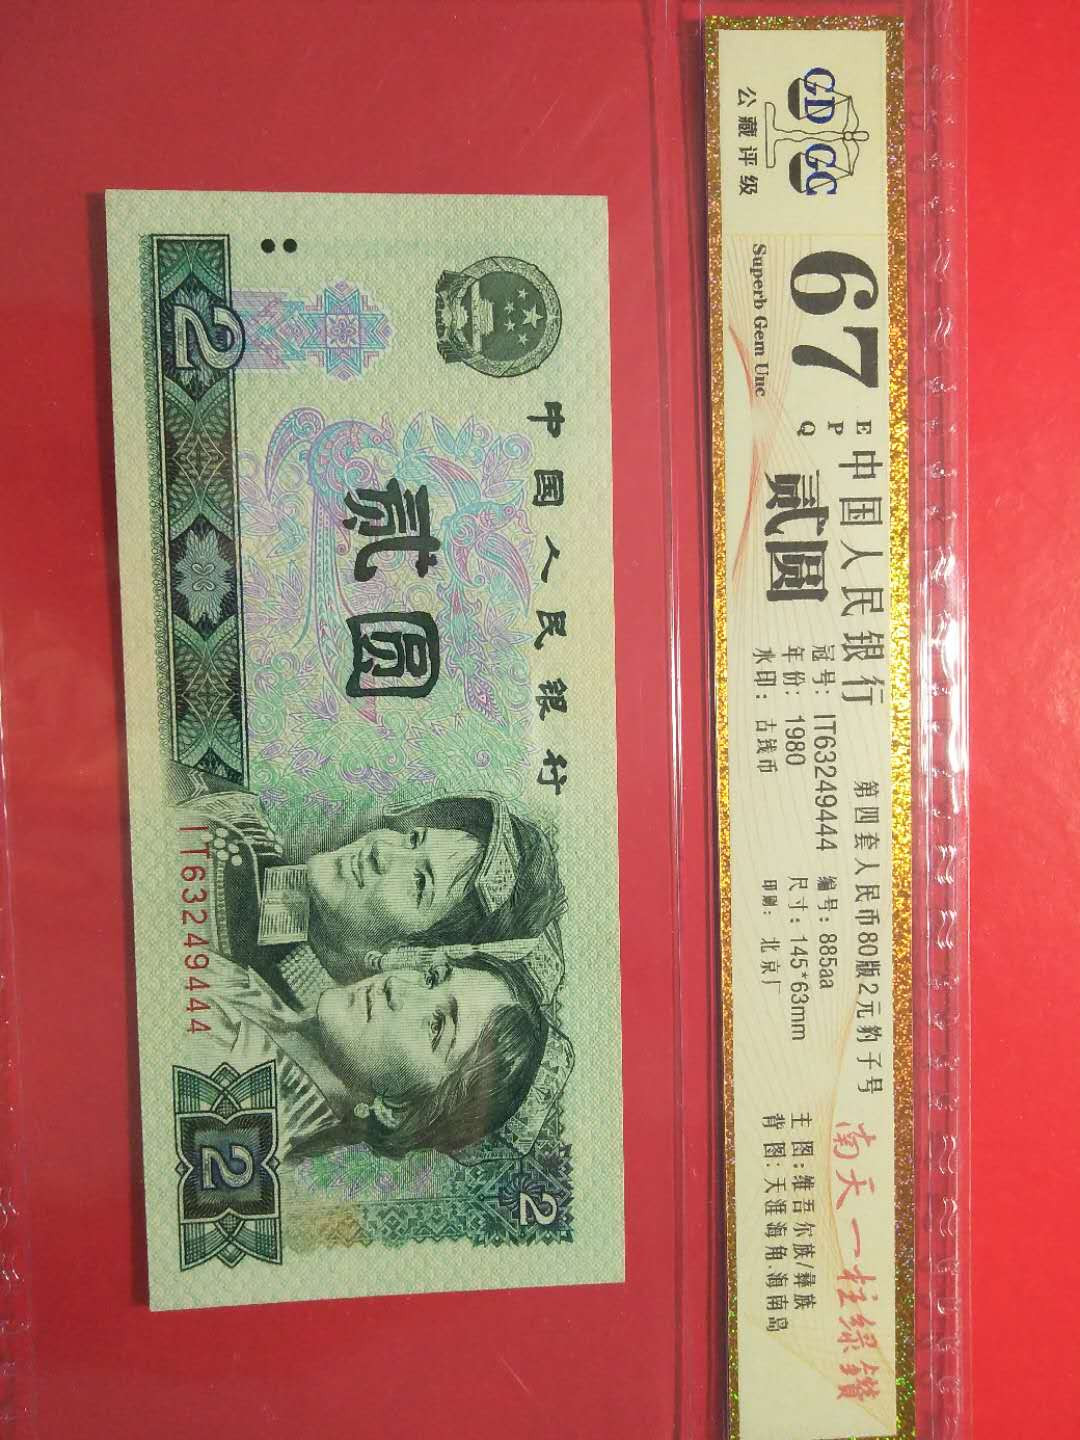 GDGC
公藏评级
67
EPQ
Superb Gem Unc
中国人民银行
贰圆
第四套人民币80版2元豹子号
冠号: IT63249444
年份: 1980
水印: 古钱币
编号: 885aa
尺寸: 145*63mm
印刷: 北京厂
主图:维吾尔族/彝族
背图:天涯海角.海南岛
南天一柱绿鑽
中国人民银行
贰圆
2
2
2
IT63249444